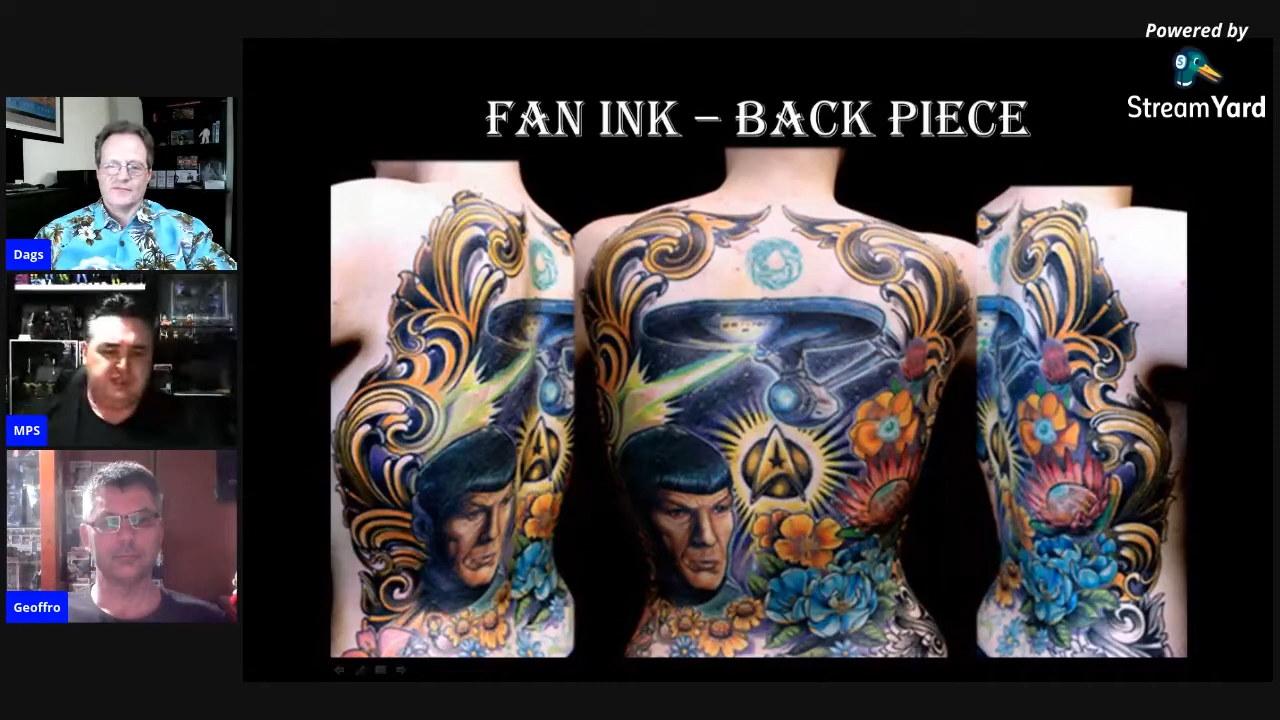 Powered by
StreamYard
FAN INK – BACK PIECE
Dags
MPS
Geoffro